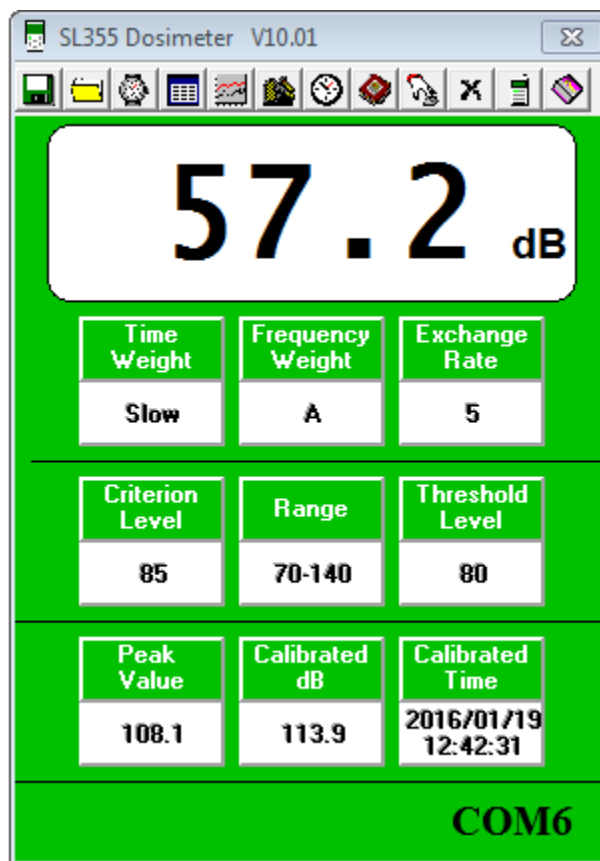 SL355 Dosimeter V10.01
57.2 dB
Time Weight
Frequency Weight
Exchange Rate
Slow
A
5
Criterion Level
Range
Threshold Level
85
70-140
80
Peak Value
Calibrated dB
Calibrated Time
108.1
113.9
2016/01/19
12:42:31
COM6